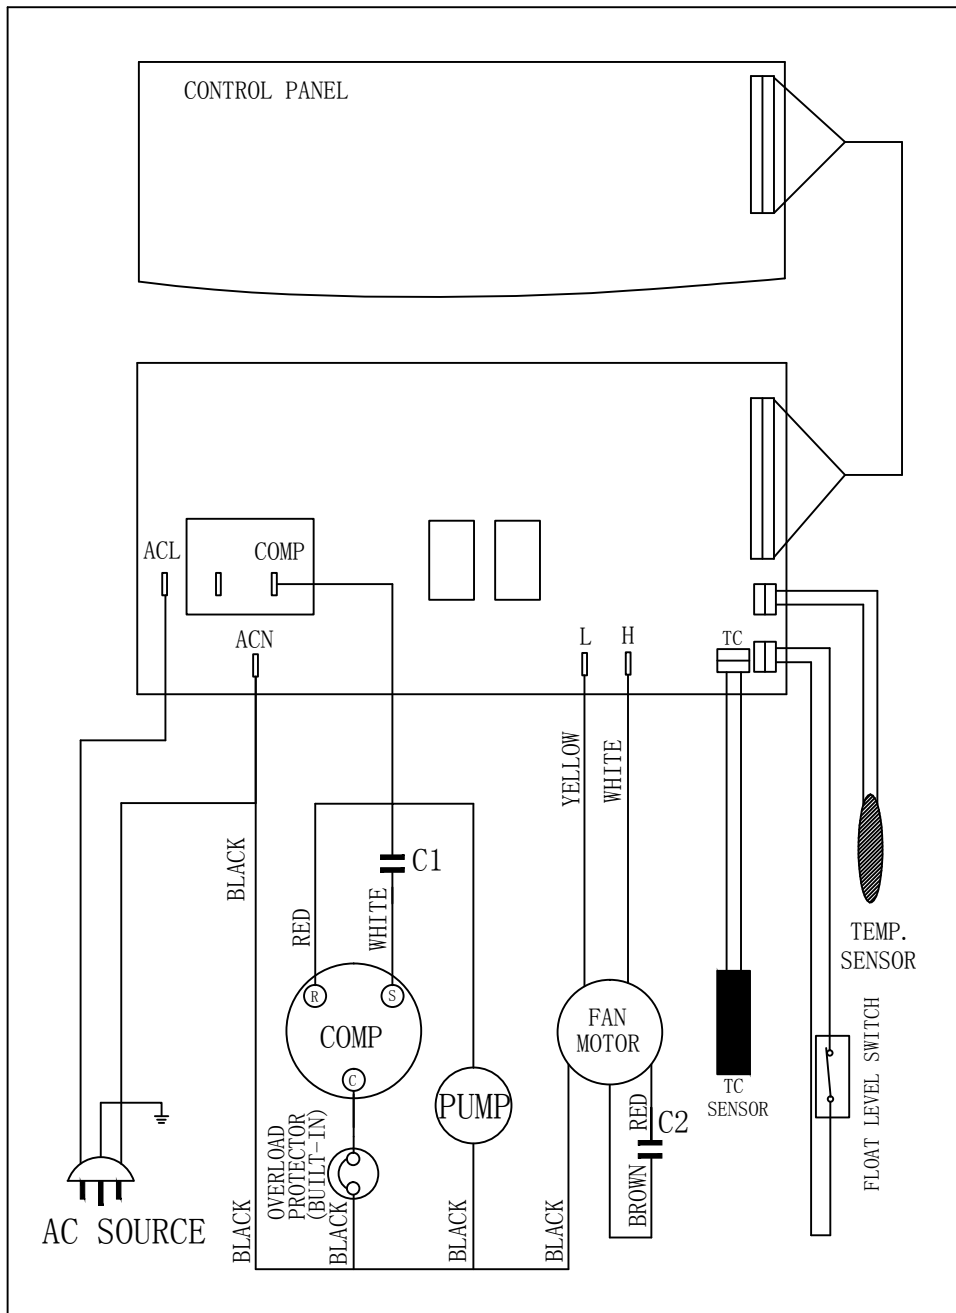 CONTROL PANEL
ACL
COMP
ACN
L
H
TC
YELLOW
WHITE
BLACK
C1
RED
WHITE
TEMP.
SENSOR
R
S
COMP
C
FAN
MOTOR
FLOAT LEVEL SWITCH
TC
SENSOR
PUMP
RED
C2
OVERLOAD
PROTECTOR
(BUILT-IN)
BROWN
AC SOURCE
BLACK
BLACK
BLACK
BLACK